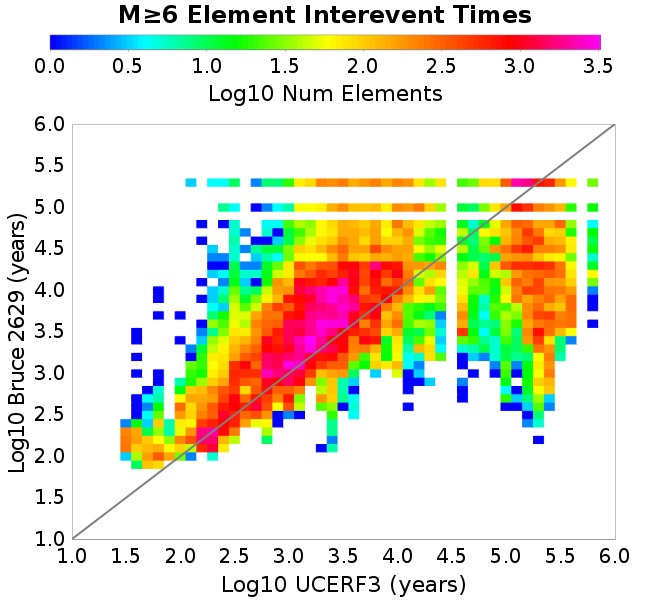 M≥6 Element Interevent Times
0.0 0.5 1.0 1.5 2.0 2.5 3.0 3.5
Log10 Num Elements
Log10 Bruce 2629 (years)
6.0
5.5
5.0
4.5
4.0
3.5
3.0
2.5
2.0
1.5
1.0
1.0 1.5 2.0 2.5 3.0 3.5 4.0 4.5 5.0 5.5 6.0
Log10 UCERF3 (years)